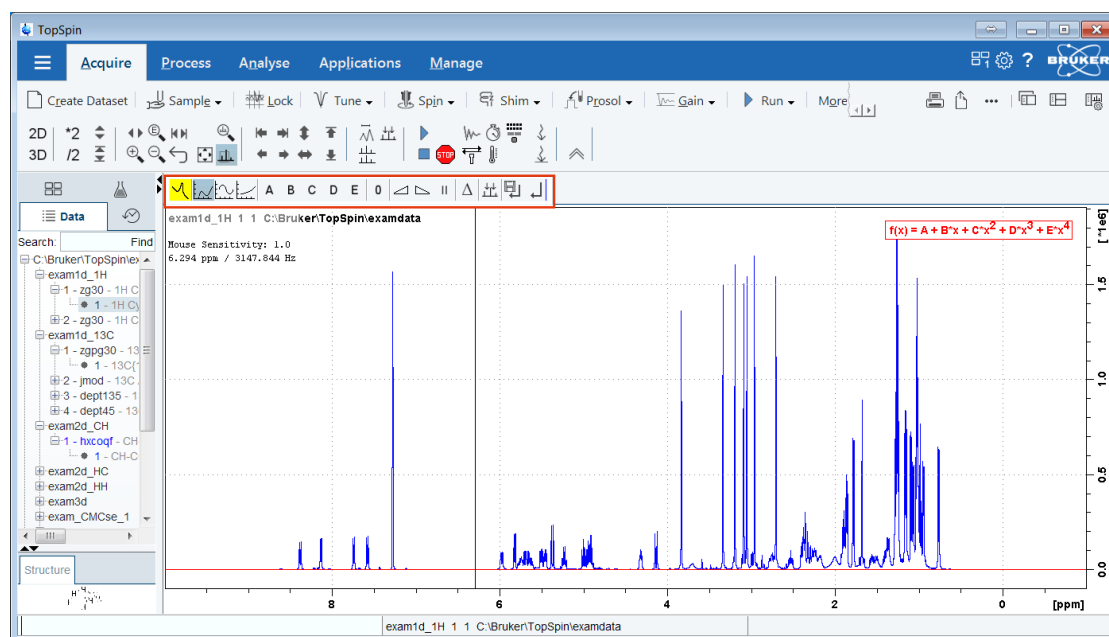 TopSpin
Acquire Process Analyse Applications Manage ? BRUKER
Create Dataset Sample Lock Tune Spin Shim Prosol Gain Run More ...
2D *2
3D /2 STOP
A B C D E 0
Data
Search: Find
C:\Bruker\TopSpin\ex
exam1d_1H
1 - zg30 - 1H C
1 - 1H Cy
2 - zg30 - 1H C
exam1d_13C
1 - zgpg30 - 13
1 - 13C{
2 - jmod - 13C
3 - dept135 - 1
4 - dept45 - 13
exam2d_CH
1 - hxcoqf - CH
1 - CH-C
exam2d_HC
exam2d_HH
exam3d
exam_CMCse_1
Structure
exam1d_1H 1 1 C:\Bruker\TopSpin\examdata
Mouse Sensitivity: 1.0
6.294 ppm / 3147.844 Hz
f(x) = A + B*x + C*x^2 + D*x^3 + E*x^4
[*1e6]
1.5
1.0
0.5
0.0
8 6 4 2 0 [ppm]
exam1d_1H 1 1 C:\Bruker\TopSpin\examdata